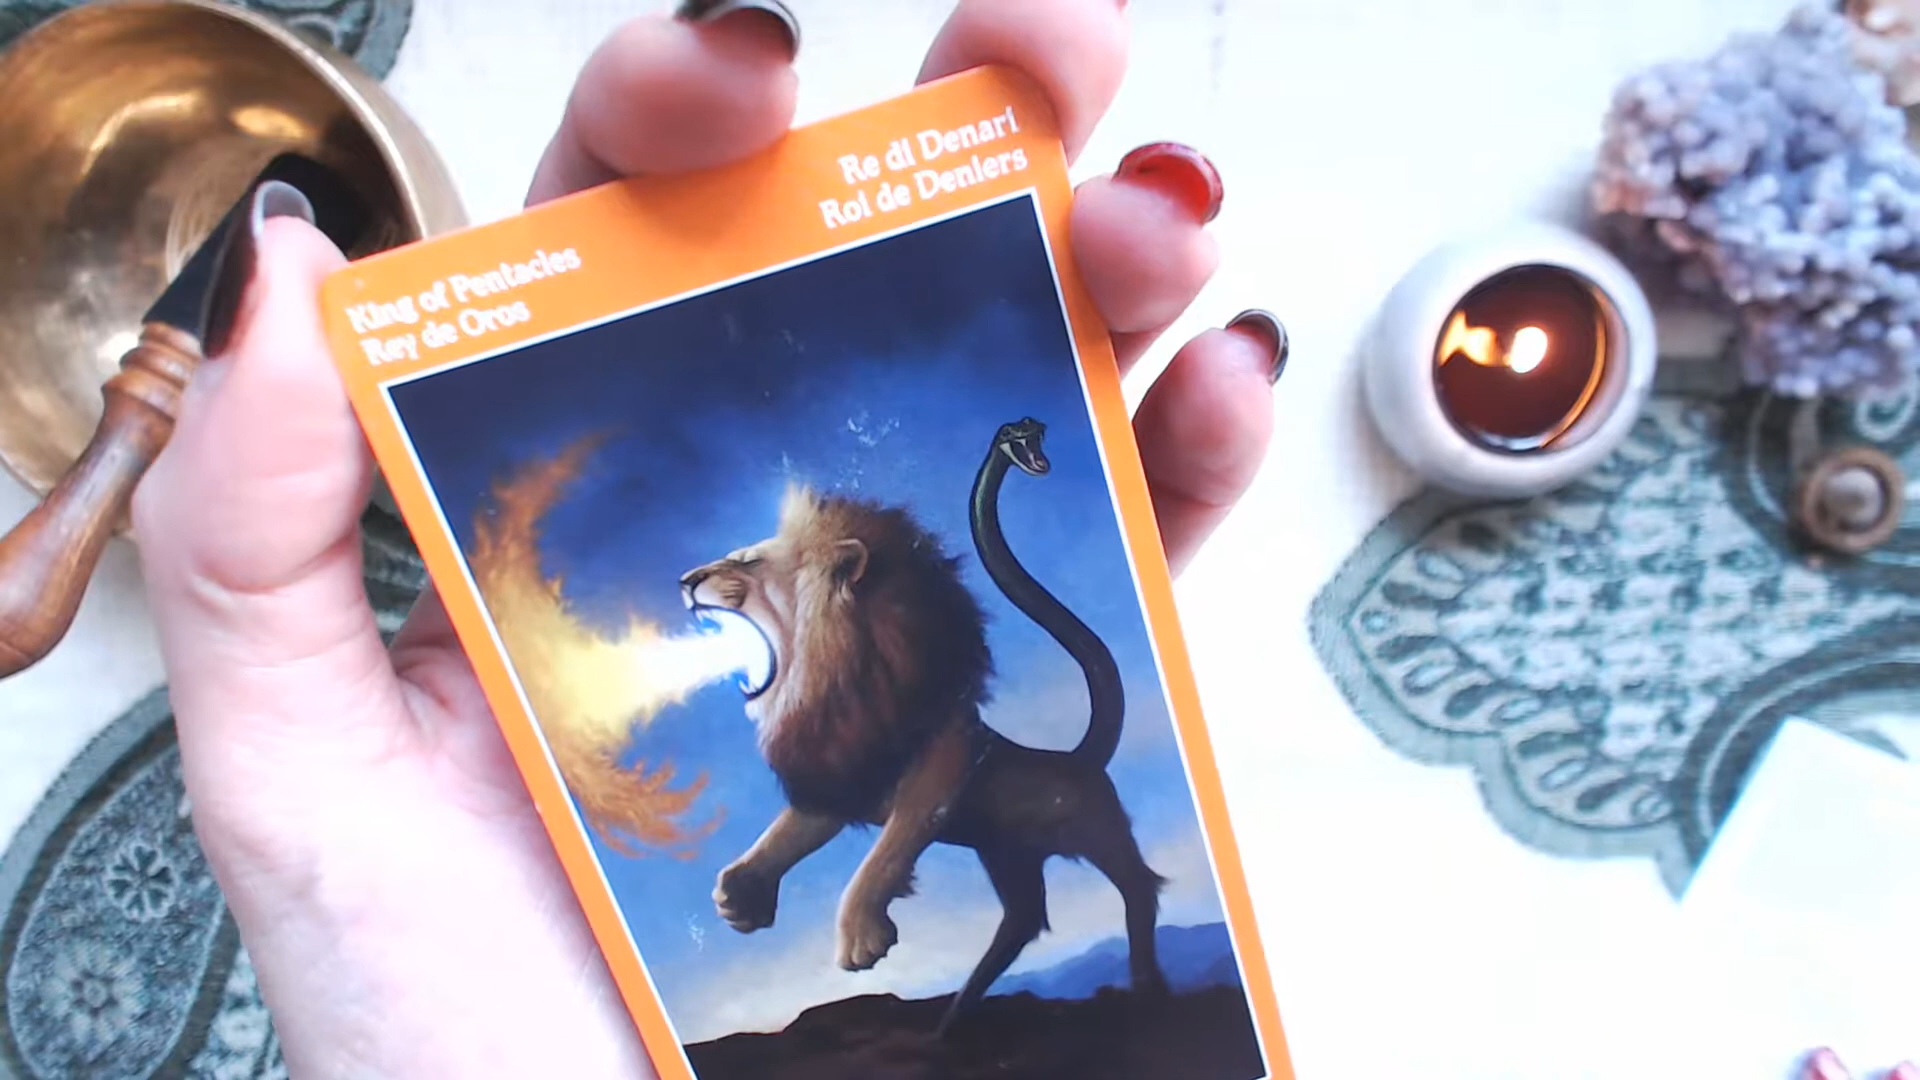 King of Pentacles
Rey de Oros
Re di Denari
Roi de Deniers